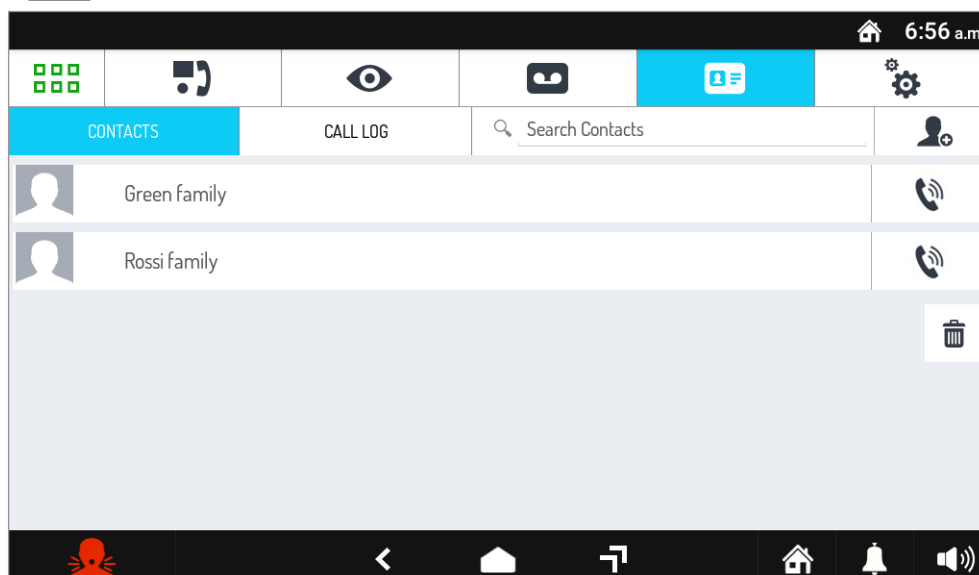 6:56 a.m
CONTACTS
CALL LOG
Search Contacts
Green family
Rossi family